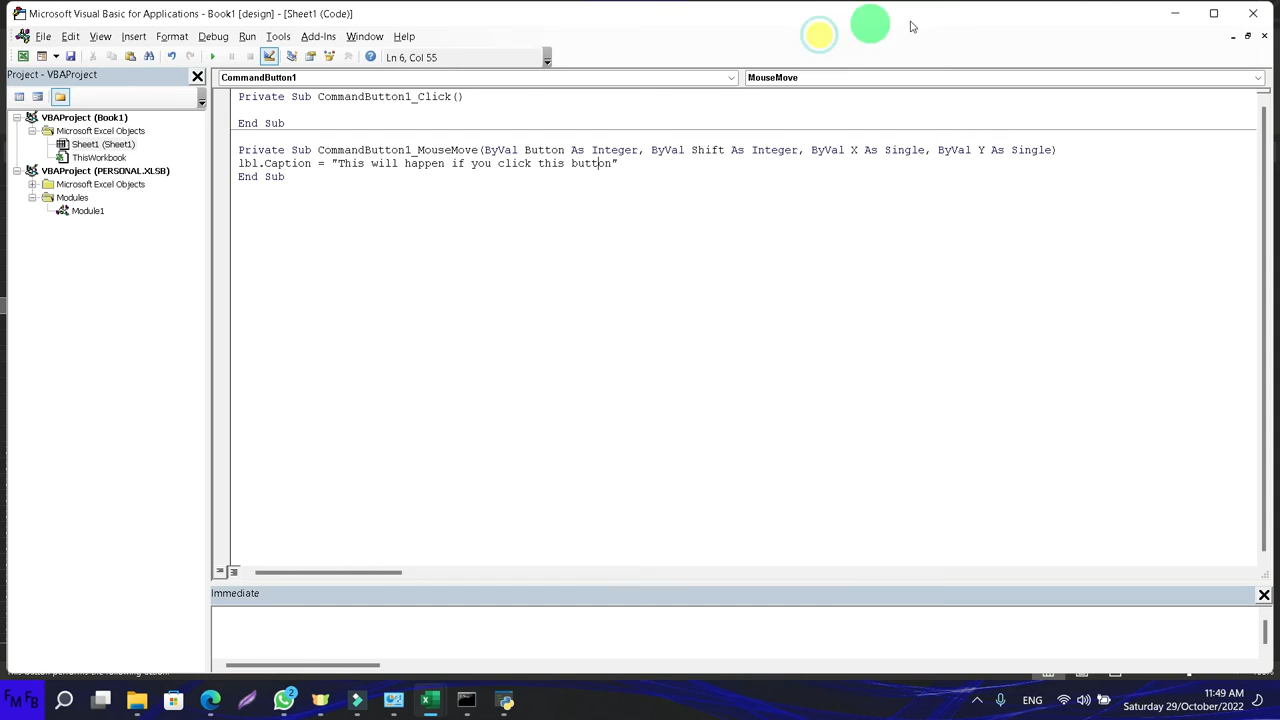 Microsoft Visual Basic for Applications - Book1 [design] - [Sheet1 (Code)]
File Edit View Insert Format Debug Run Tools Add-Ins Window Help
Ln 6, Col 55
Project - VBAProject
CommandButton1 MouseMove
VBAProject (Book1)
Microsoft Excel Objects
Sheet1 (Sheet1)
ThisWorkbook
VBAProject (PERSONAL.XLSB)
Microsoft Excel Objects
Modules
Module1
Private Sub CommandButton1_Click()
End Sub
Private Sub CommandButton1_MouseMove(ByVal Button As Integer, ByVal Shift As Integer, ByVal X As Single, ByVal Y As Single)
lbl.Caption = "This will happen if you click this button"
End Sub
Immediate
FMFB
2
ENG
11:49 AM
Saturday 29/October/2022